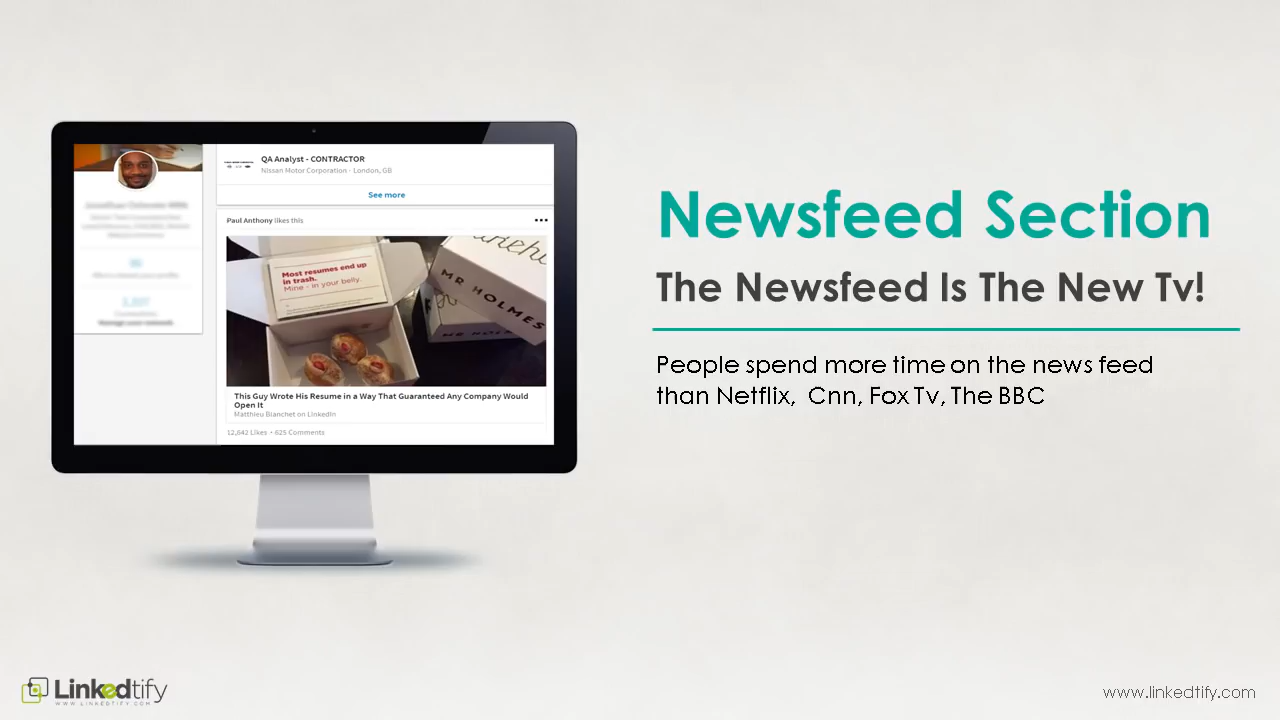 QA Analyst - CONTRACTOR
Nissan Motor Corporation - London, GB
See more
Paul Anthony likes this
Most resumes end up
in trash.
Mine - in your belly.
MR HOLMES
This Guy Wrote His Resume in a Way That Guaranteed Any Company Would
Open It
Matthieu Blanchet on LinkedIn
12,642 Likes • 625 Comments
Newsfeed Section
The Newsfeed Is The New Tv!
People spend more time on the news feed
than Netflix, Cnn, Fox Tv, The BBC
Linkedtify
WWW.LINKEDTIFY.COM
www.linkedtify.com